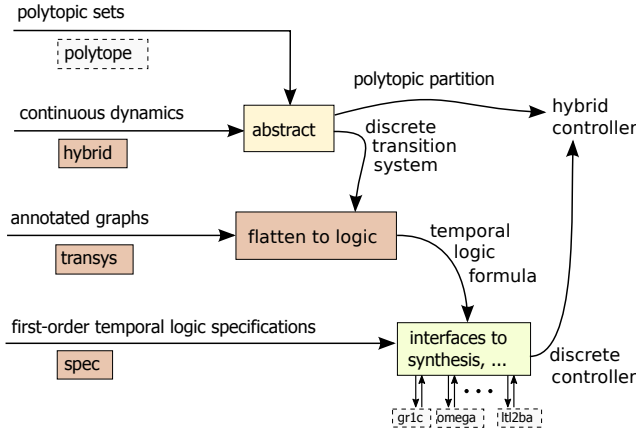 polytopic sets
polytope
polytopic partition
continuous dynamics
hybrid
abstract
hybrid
controller
discrete
transition
system
annotated graphs
transys
flatten to logic
temporal
logic
formula
first-order temporal logic specifications
spec
interfaces to
synthesis, ...
discrete
controller
• • •
gr1c
omega
ltl2ba